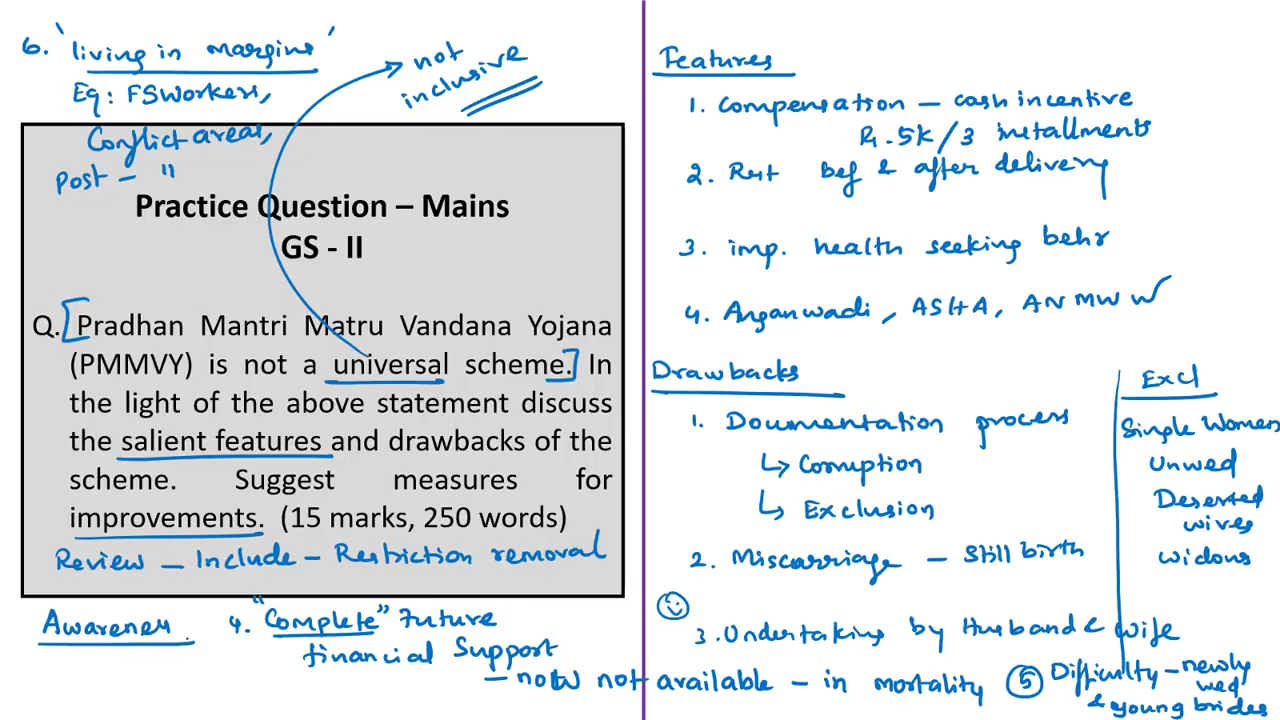 6. 'living in margins'
Eg: FSWorkers,
Conflict areas,
Post - "
not
inclusive
Practice Question – Mains
GS - II
Q. [Pradhan Mantri Matru Vandana Yojana
(PMMVY) is not a universal scheme.] In
the light of the above statement discuss
the salient features and drawbacks of the
scheme. Suggest measures for
improvements. (15 marks, 250 words)
Review - Include - Restriction removal
Awareness
4. "Complete" Future
financial Support
- now not available - in mortality
Features
1. Compensation - cash incentive
Rs. 5k/3 installments
2. Rest bef & after delivery
3. imp. health seeking behr
4. Anganwadi, ASHA, ANMW
Drawbacks
1. Documentation process
↳ Corruption
↳ Exclusion
2. Miscarriage - Still birth
3. Undertaking by Husband & wife
5 Difficulty - newly
wed
& young brides
Excl
Single Women
Unwed
Deserted
wives
Widows